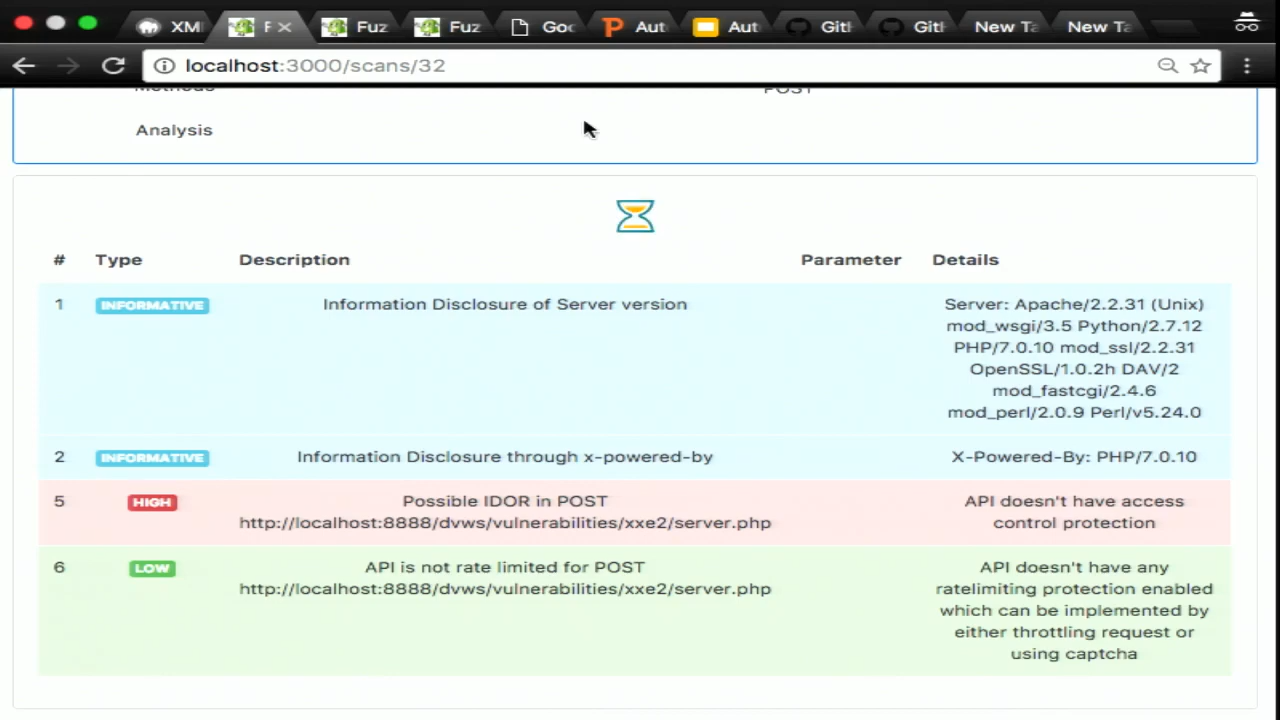 XMI
F
Fuz
Fuz
Goc
Aut
Aut
Gitl
Gitl
New Ta
New Ta
localhost:3000/scans/32
Methods POST
Analysis
# Type Description Parameter Details
1 INFORMATIVE Information Disclosure of Server version Server: Apache/2.2.31 (Unix)
mod_wsgi/3.5 Python/2.7.12
PHP/7.0.10 mod_ssl/2.2.31
OpenSSL/1.0.2h DAV/2
mod_fastcgi/2.4.6
mod_perl/2.0.9 Perl/v5.24.0
2 INFORMATIVE Information Disclosure through x-powered-by X-Powered-By: PHP/7.0.10
5 HIGH Possible IDOR in POST API doesn't have access
http://localhost:8888/dvws/vulnerabilities/xxe2/server.php control protection
6 LOW API is not rate limited for POST API doesn't have any
http://localhost:8888/dvws/vulnerabilities/xxe2/server.php ratelimiting protection enabled
which can be implemented by
either throttling request or
using captcha